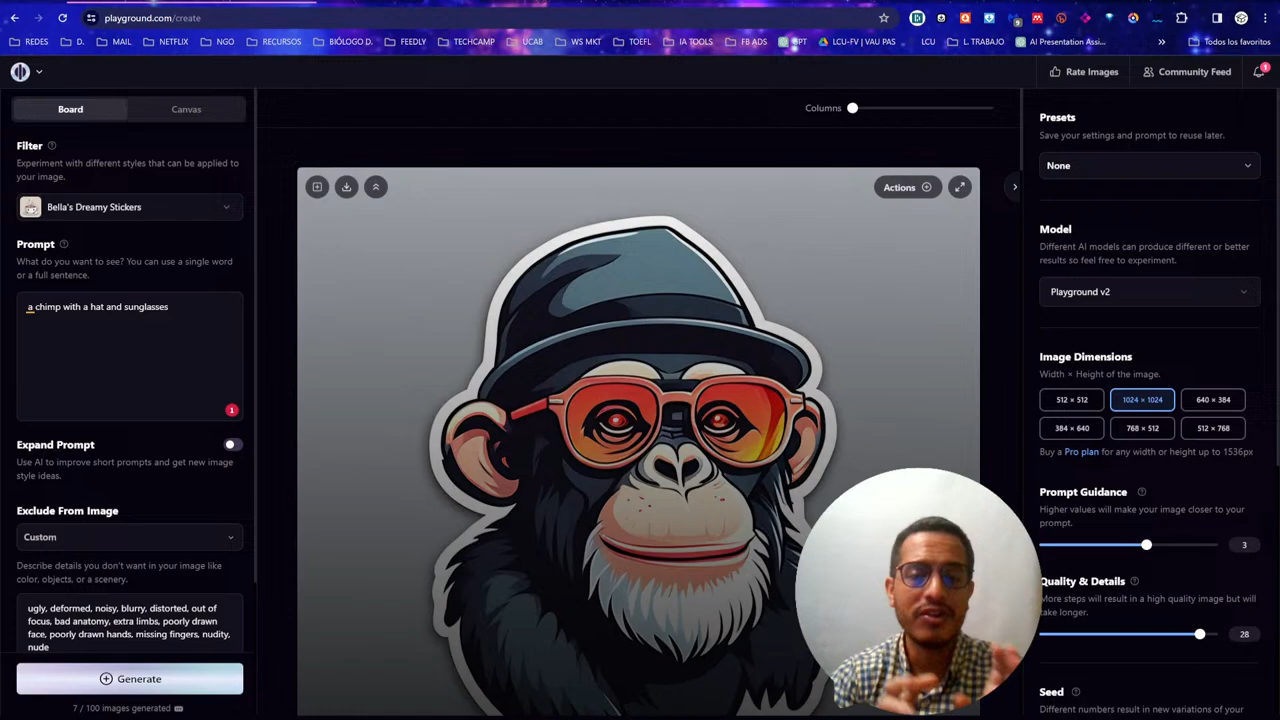 playground.com/create
REDES
D.
MAIL
NETFLIX
NGO
RECURSOS
BIÓLOGO D.
FEEDLY
TECHCAMP
UCAB
WS MKT
TOEFL
IA TOOLS
FB ADS
GPT
LCU-FV | VAU PAS
LCU
L. TRABAJO
AI Presentation Assi...
Todos los favoritos
Rate Images
Community Feed
1
Board
Canvas
Filter
Experiment with different styles that can be applied to
your image.
Bella's Dreamy Stickers
Prompt
What do you want to see? You can use a single word
or a full sentence.
a chimp with a hat and sunglasses
1
Expand Prompt
Use AI to improve short prompts and get new image
style ideas.
Exclude From Image
Custom
Describe details you don't want in your image like
color, objects, or a scenery.
ugly, deformed, noisy, blurry, distorted, out of
focus, bad anatomy, extra limbs, poorly drawn
face, poorly drawn hands, missing fingers, nudity,
nude
Generate
7 / 100 images generated
Columns
Actions
Presets
Save your settings and prompt to reuse later.
None
Model
Different AI models can produce different or better
results so feel free to experiment.
Playground v2
Image Dimensions
Width × Height of the image.
512 × 512
1024 × 1024
640 × 384
384 × 640
768 × 512
512 × 768
Buy a Pro plan for any width or height up to 1536px
Prompt Guidance
Higher values will make your image closer to your
prompt.
3
Quality & Details
More steps will result in a high quality image but will
take longer.
28
Seed
Different numbers result in new variations of your